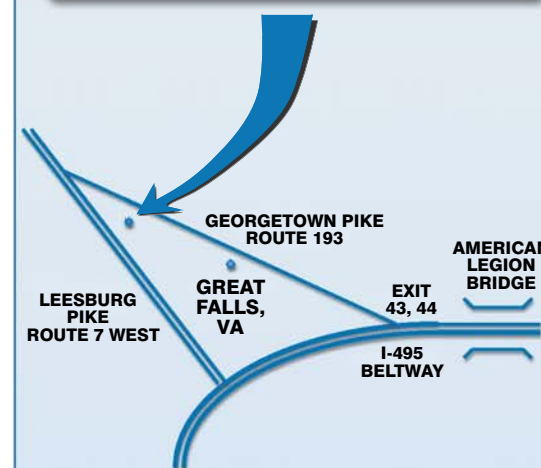 GEORGETOWN PIKE
ROUTE 193
AMERICAN
LEGION
BRIDGE
GREAT
FALLS,
VA
EXIT
43, 44
LEESBURG
PIKE
ROUTE 7 WEST
I-495
BELTWAY